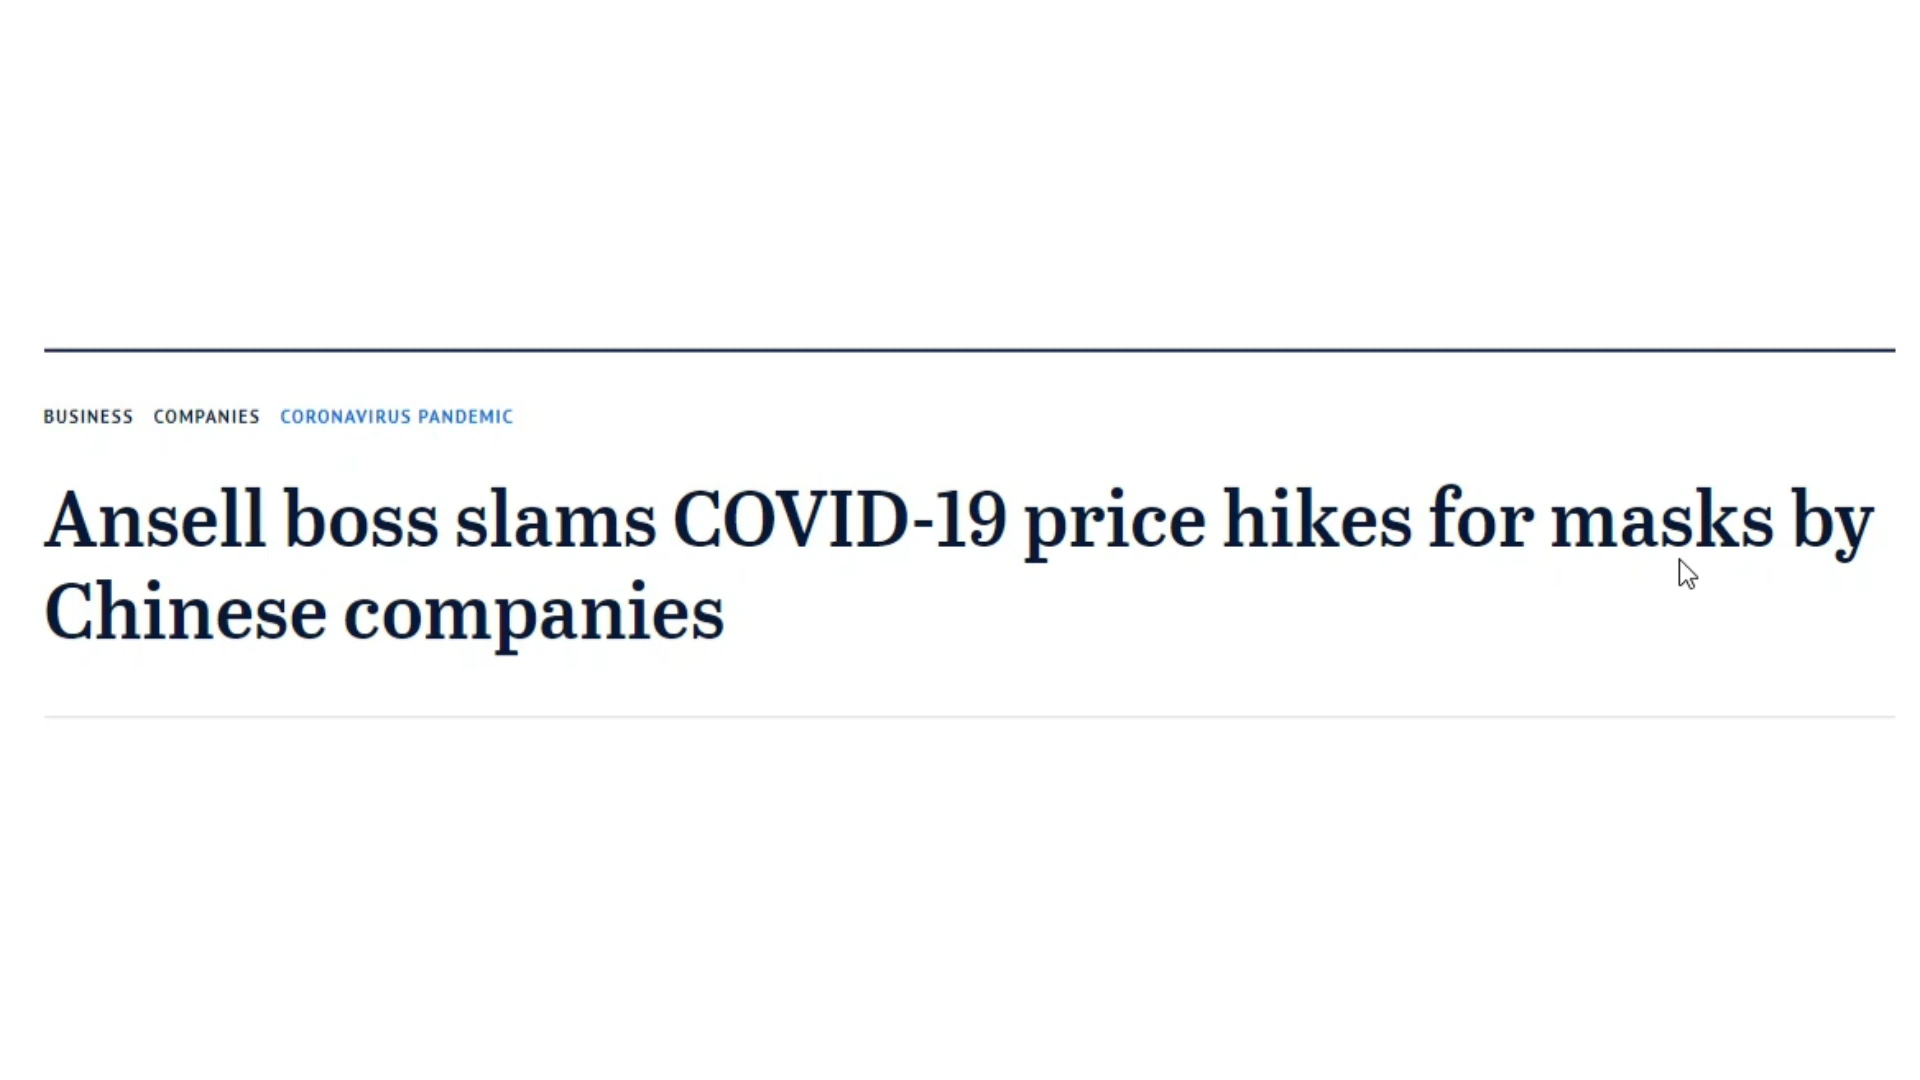 BUSINESS COMPANIES CORONAVIRUS PANDEMIC
Ansell boss slams COVID-19 price hikes for masks by
Chinese companies